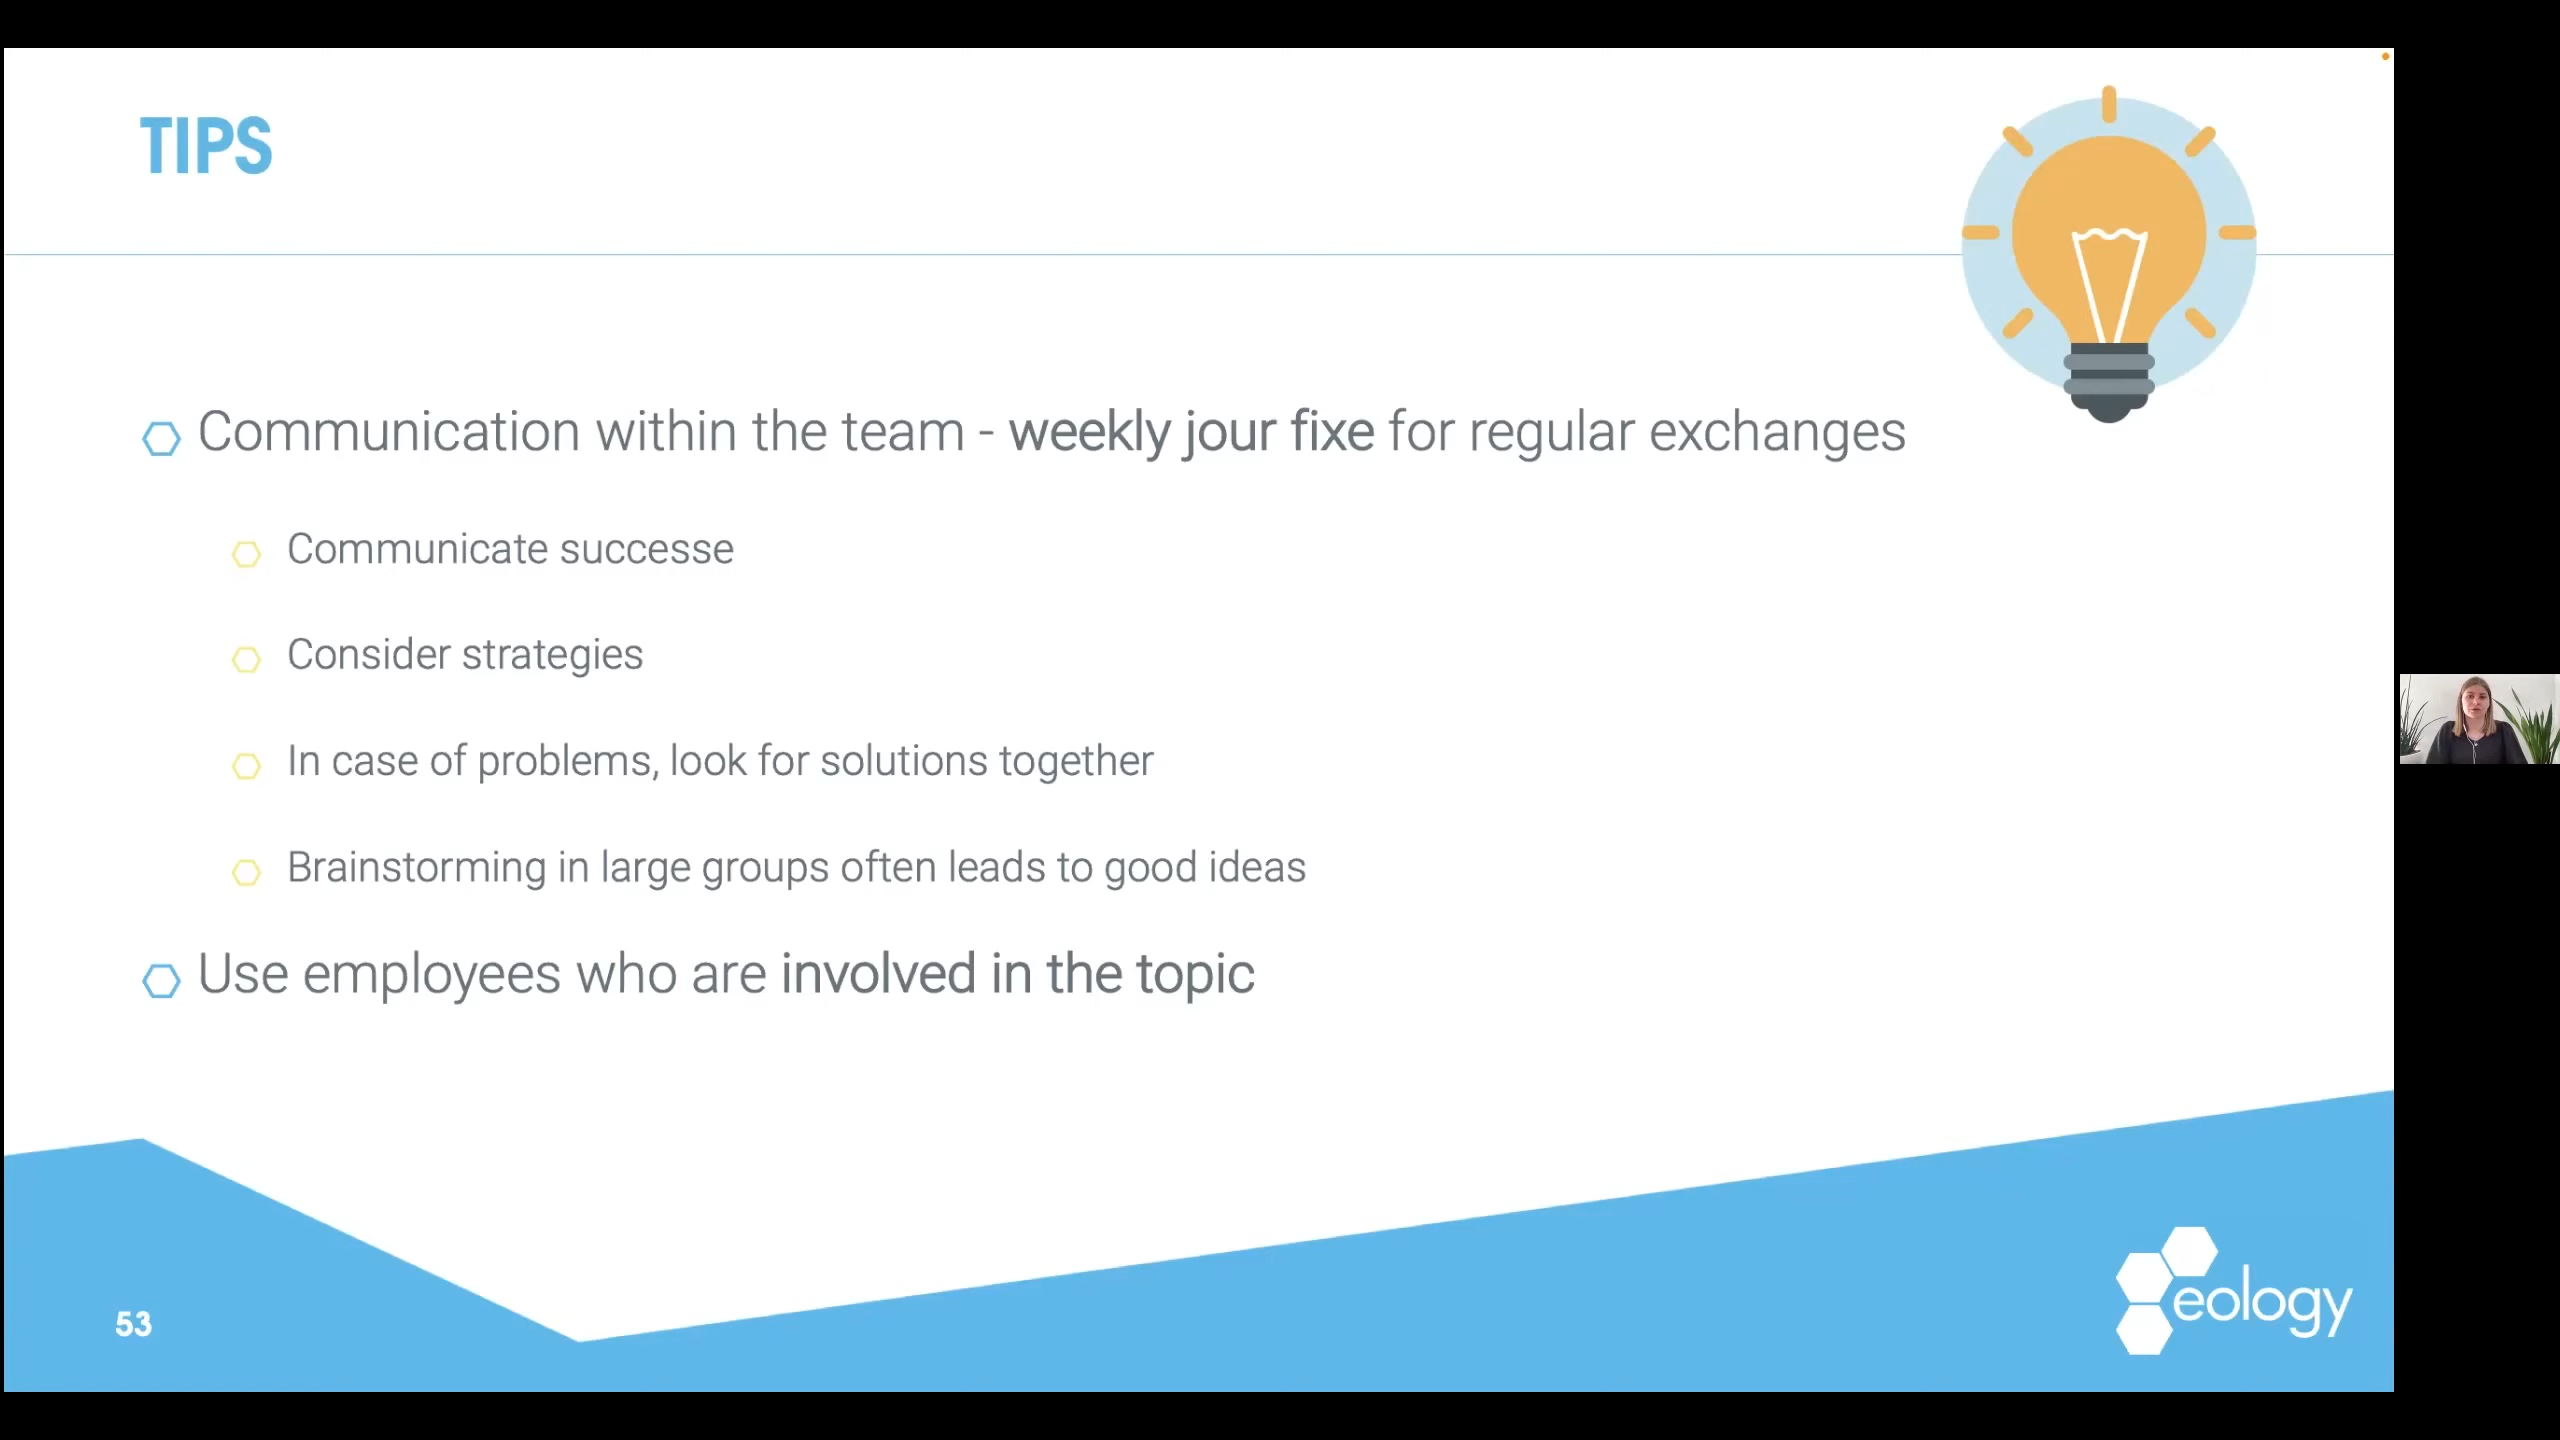 TIPS
Communication within the team - weekly jour fixe for regular exchanges
Communicate successe
Consider strategies
In case of problems, look for solutions together
Brainstorming in large groups often leads to good ideas
Use employees who are involved in the topic
53
eology